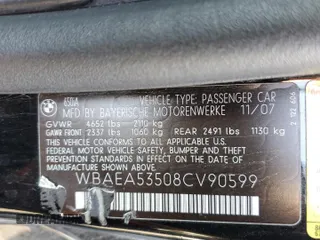 BMW
VEHICLE TYPE: PASSENGER CAR
MFD BY BAYERISCHE MOTORENWERKE 11/07
GVWR 4652 lbs 2110 kg
GAWR FRONT 2337 lbs 1060 kg REAR 2491 lbs 1130 kg
WBAEA53508CV90599
THIS VEHICLE CONFORMS TO ALL APPLICABLE
FEDERAL MOTOR VEHICLE SAFETY, BUMPER
AND THEFT PREVENTION STANDARDS IN EFFECT
ON THE DATE OF MANUFACTURE SHOWN ABOVE.